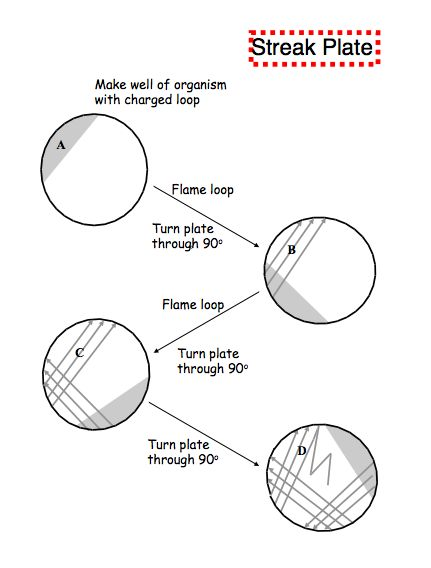 Streak Plate
Make well of organism
with charged loop
A
Flame loop
Turn plate
through 90°
B
Flame loop
Turn plate
through 90°
C
Turn plate
through 90°
D